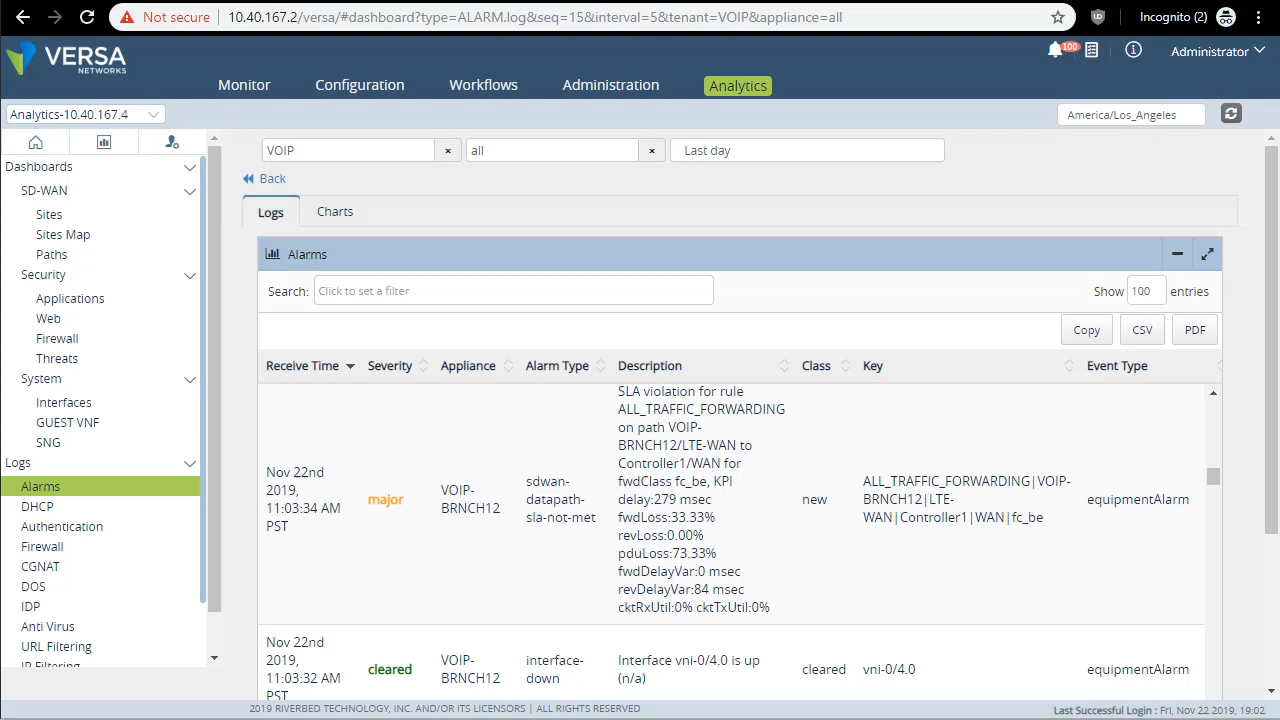 Not secure 10.40.167.2/versa/#dashboard?type=ALARM.log&seq=15&interval=5&tenant=VOIP&appliance=all Incognito (2)
VERSA
NETWORKS
Monitor Configuration Workflows Administration Analytics
100 Administrator
Analytics-10.40.167.4 America/Los_Angeles
VOIP × all × Last day
Back
Logs Charts
Dashboards
SD-WAN
Sites
Sites Map
Paths
Security
Applications
Web
Firewall
Threats
System
Interfaces
GUEST VNF
SNG
Logs
Alarms
DHCP
Authentication
Firewall
CGNAT
DOS
IDP
Anti Virus
URL Filtering
IP Filtering
Alarms
Search: Click to set a filter Show 100 entries
Copy CSV PDF
Receive Time Severity Appliance Alarm Type Description Class Key Event Type
Nov 22nd
2019,
11:03:34 AM
PST
major
VOIP-
BRNCH12
sdwan-
datapath-
sla-not-met
SLA violation for rule
ALL_TRAFFIC_FORWARDING
on path VOIP-
BRNCH12/LTE-WAN to
Controller1/WAN for
fwdClass fc_be, KPI
delay:279 msec
fwdLoss:33.33%
revLoss:0.00%
pduLoss:73.33%
fwdDelayVar:0 msec
revDelayVar:84 msec
cktRxUtil:0% cktTxUtil:0%
new
ALL_TRAFFIC_FORWARDING|VOIP-
BRNCH12|LTE-
WAN|Controller1|WAN|fc_be
equipmentAlarm
Nov 22nd
2019,
11:03:32 AM
PST
cleared
VOIP-
BRNCH12
interface-
down
Interface vni-0/4.0 is up
(n/a)
cleared
vni-0/4.0
equipmentAlarm
2019 RIVERBED TECHNOLOGY, INC. AND/OR ITS LICENSORS | ALL RIGHTS RESERVED
Last Successful Login : Fri, Nov 22 2019, 19:02